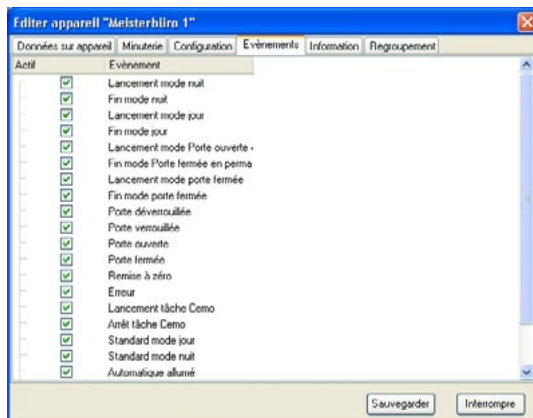 Editer appareil "Meisterbüro 1"
Données sur appareil Minuterie Configuration Evènements Information Regroupement
Actif Evènement
Lancement mode nuit
Fin mode nuit
Lancement mode jour
Fin mode jour
Lancement mode Porte ouverte
Fin mode Porte fermée en perma
Lancement mode porte fermée
Fin mode porte fermée
Porte déverrouillée
Porte verrouillée
Porte ouverte
Porte fermée
Remise à zéro
Erreur
Lancement tâche Cemo
Arrêt tâche Cemo
Standard mode jour
Standard mode nuit
Automatique allumé
Sauvegarder Interrompre